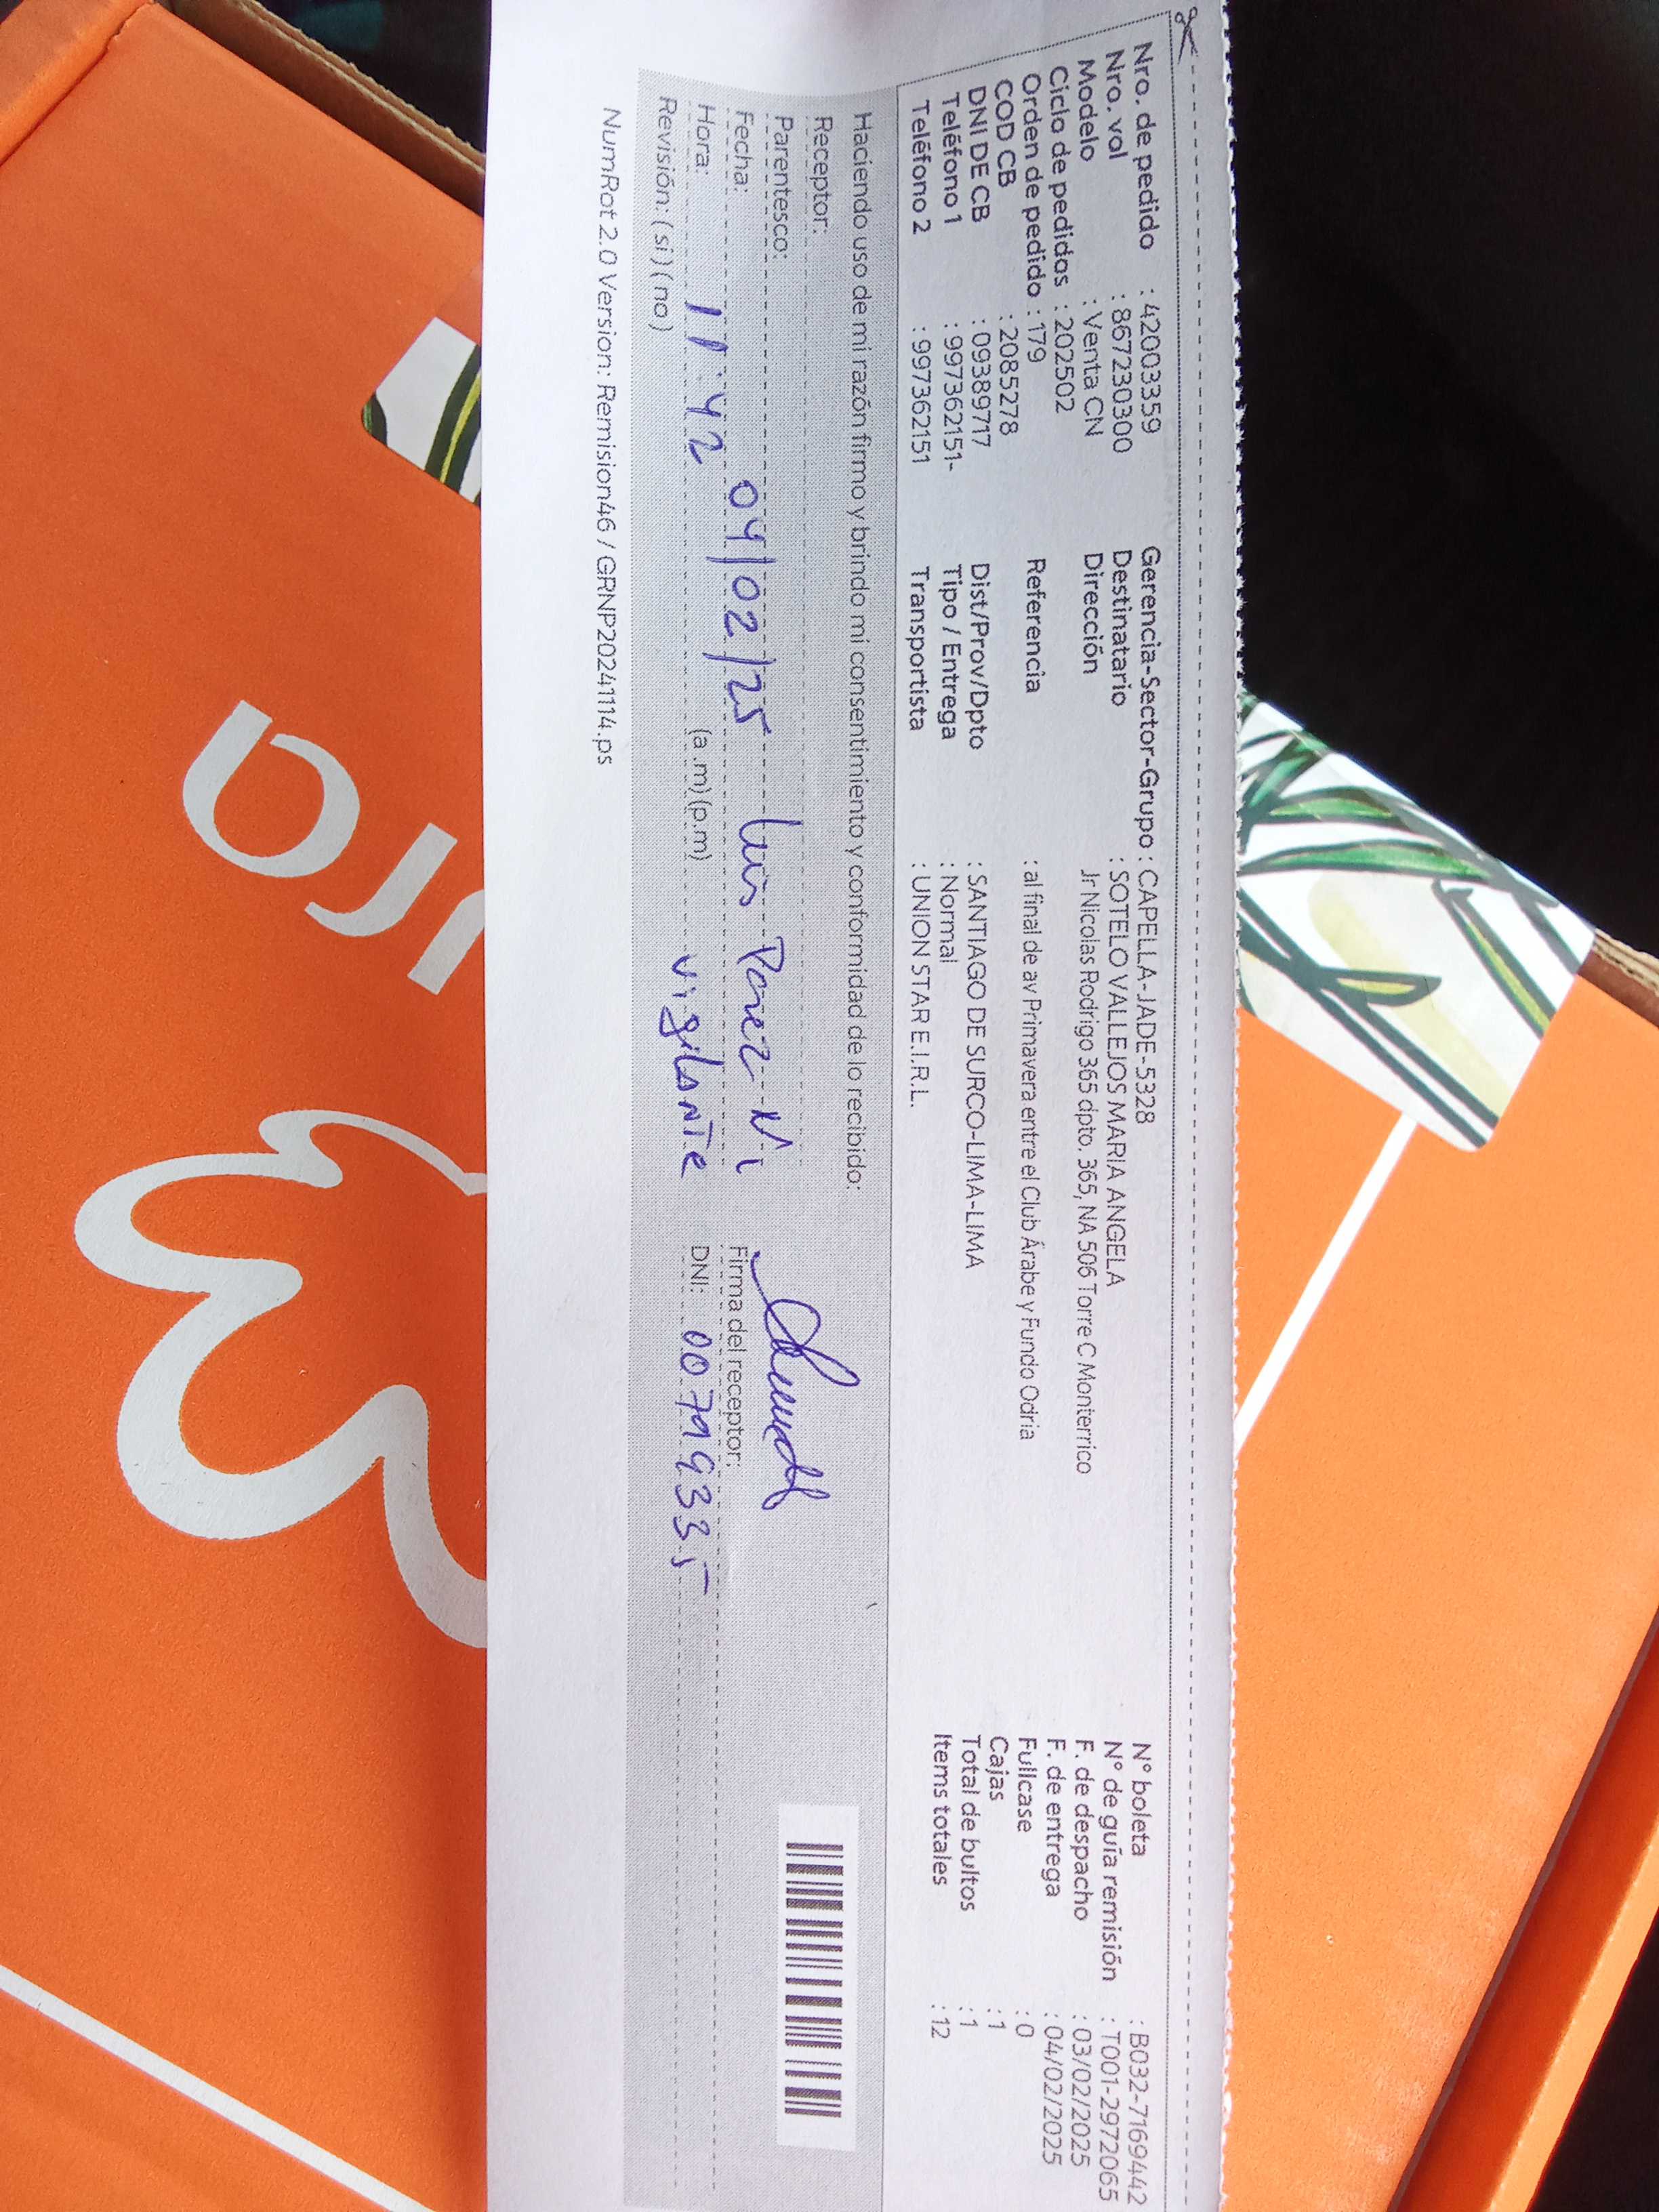 Nro. de pedido : 42003359
Nro. vol : 867230300
Modelo : Venta CN
Ciclo de pedidos : 202502
Orden de pedido : 179
COD CB : 2085278
DNI DE CB : 09389717
Teléfono 1 : 997362151-
Teléfono 2 : 997362151
Gerencia-Sector-Grupo : CAPELLA-JADE-5328
Destinatario : SOTELO VALLEJOS MARIA ANGELA
Dirección Jr Nicolas Rodrigo 365 dpto. 365, NA 506 Torre C Monterrico
Referencia : al final de av Primavera entre el Club Árabe y Fundo Odria
Dist/Prov/Dpto : SANTIAGO DE SURCO-LIMA-LIMA
Tipo / Entrega : Normal
Transportista : UNION STAR E.I.R.L.
N° boleta : B032-7169442
N° de guía remisión : T001-2972065
F. de despacho : 03/02/2025
F. de entrega : 04/02/2025
Fullcase : 0
Cajas : 1
Total de bultos : 1
Items totales : 12
Haciendo uso de mi razón firmo y brindo mi consentimiento y conformidad de lo recibido:
Receptor:
Parentesco:
Fecha: 04/02/25 Luis
Hora: 11:42 (a .m) (p.m) vigilante
Revisión: ( si ) ( no )
Firma del receptor:
DNI: 00799335
NumRot 2.0 Version: Remision46 / GRNP20241114.ps
ura